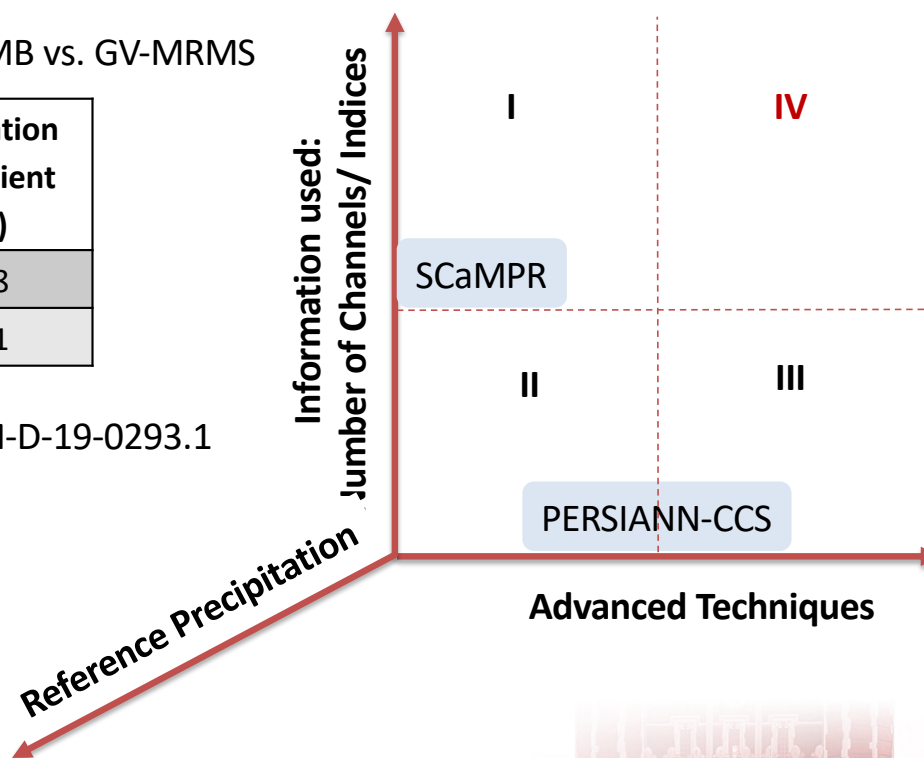 MB vs. GV-MRMS
ation
ient
)
3
1
-D-19-0293.1
Information used:
Number of Channels/ Indices
I
IV
SCaMPR
II
III
PERSIANN-CCS
Advanced Techniques
Reference Precipitation